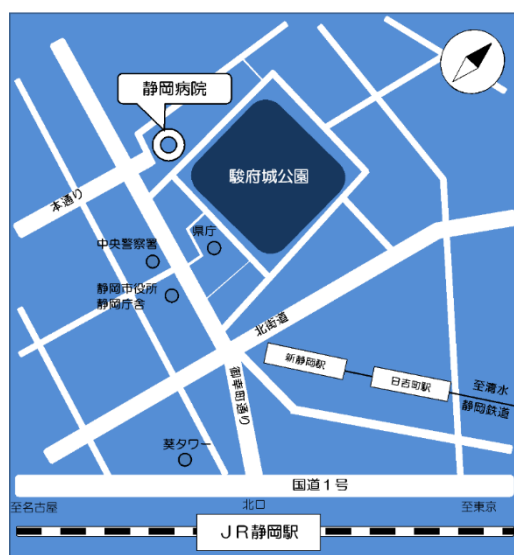 静岡病院
駿府城公園
本通り
県庁
中央警察署
静岡市役所
静岡庁舎
北街道
新静岡駅
日吉町駅
至清水
静岡鉄道
御幸町通り
葵タワー
国道1号
至名古屋
北口
至東京
JR静岡駅